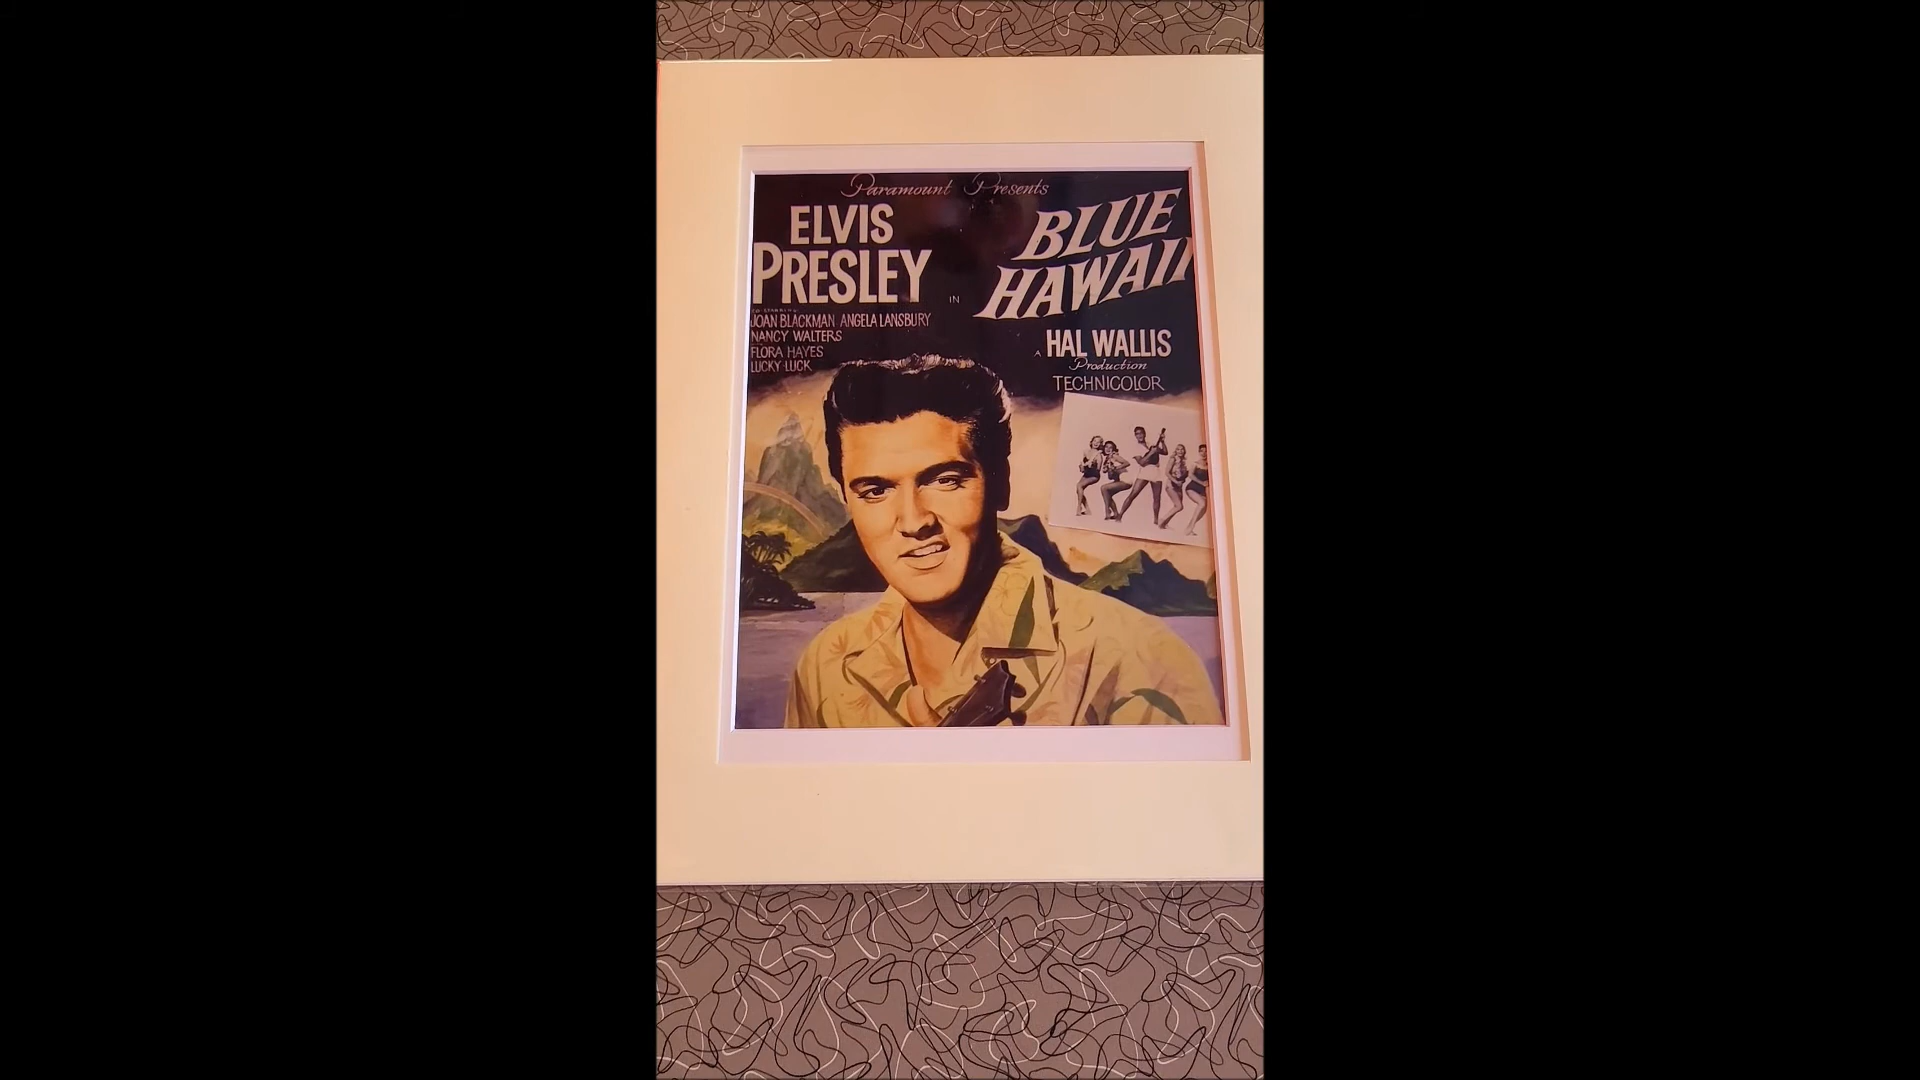 Paramount Presents
ELVIS
PRESLEY
IN
BLUE
HAWAII
JOAN BLACKMAN ANGELA LANSBURY
NANCY WALTERS
FLORA HAYES
LUCKY LUCK
A HAL WALLIS
Production
TECHNICOLOR